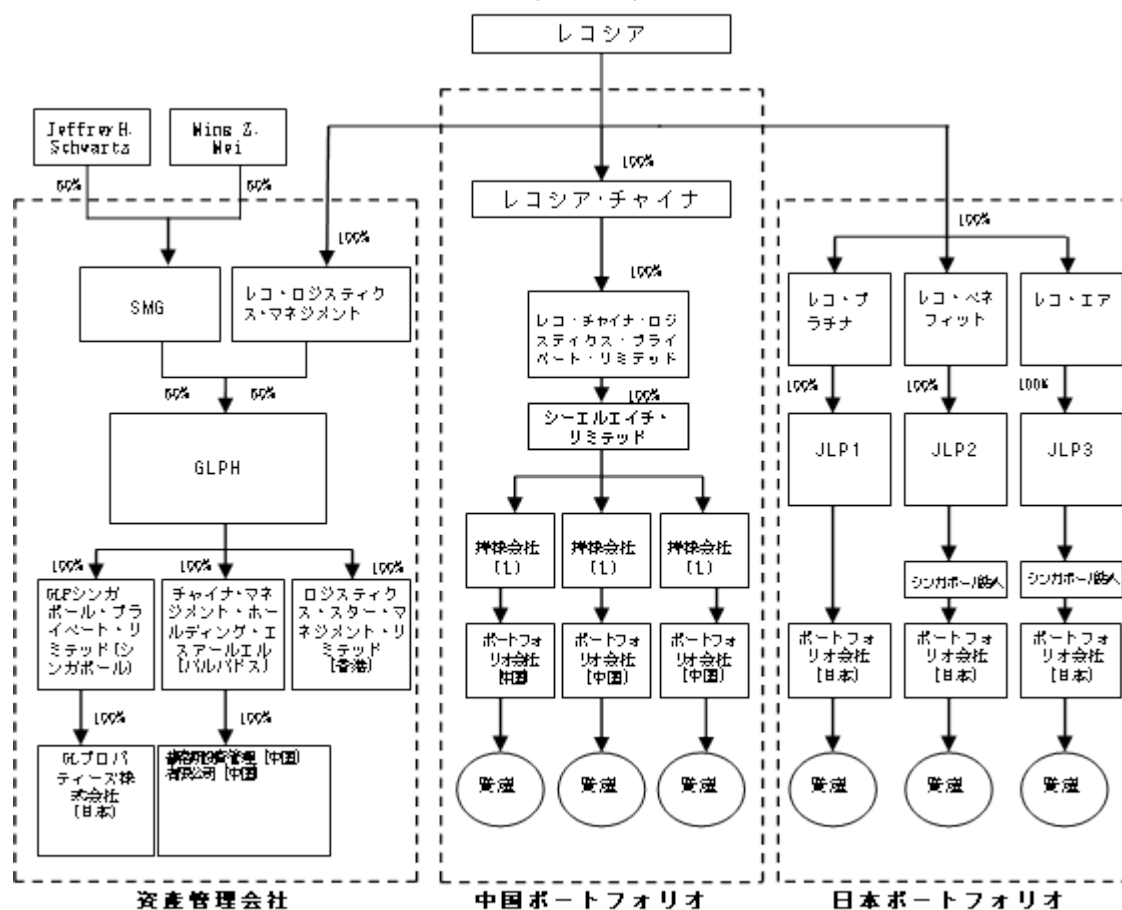 レコシア
Jeffrey H.
Schwartz
Ming Z.
Mei
50%
50%
100%
レコシア・チャイナ
100%
100%
100%
SMG
レコ・ロジスティク
ス・マネジメント
レコ・チャイナ・ロジ
スティクス・プライ
ベート・リミテッド
レコ・プ
ラチナ
レコ・ベネ
フィット
レコ・エア
50%
50%
100%
100%
100%
100%
シーエルエイチ・
リミテッド
GLPH
JLP1
JLP2
JLP3
100%
100%
100%
持株会社
(1)
持株会社
(1)
持株会社
(1)
シンガポール法人
シンガポール法人
GLPシンガ
ポール・プラ
イベート・リ
ミテッド(シ
ンガポール)
チャイナ・マネ
ジメント・ホー
ルディング・エ
スアールエル
(バルバドス)
ロジスティク
ス・スター・マ
ネジメント・リ
ミテッド
(香港)
ポートフォ
リオ会社
(中国)
ポートフォ
リオ会社
(中国)
ポートフォ
リオ会社
(中国)
ポートフォ
リオ会社
(日本)
ポートフォ
リオ会社
(日本)
ポートフォ
リオ会社
(日本)
100%
100%
GLプロパ
ティーズ株
式会社
(日本)
投資管理 (中国)
有限公司 (中国)
資産
資産
資産
資産
資産
資産
資産管理会社
中国ポートフォリオ
日本ポートフォリオ